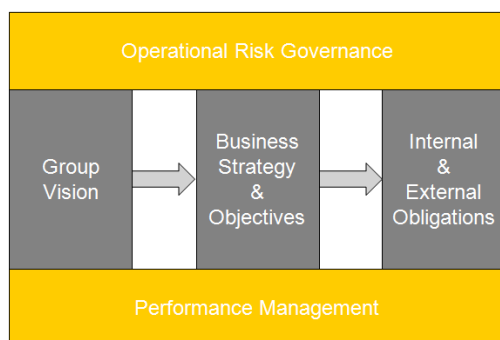 Operational Risk Governance
Group
Vision
Business
Strategy
&
Objectives
Internal
&
External
Obligations
Performance Management